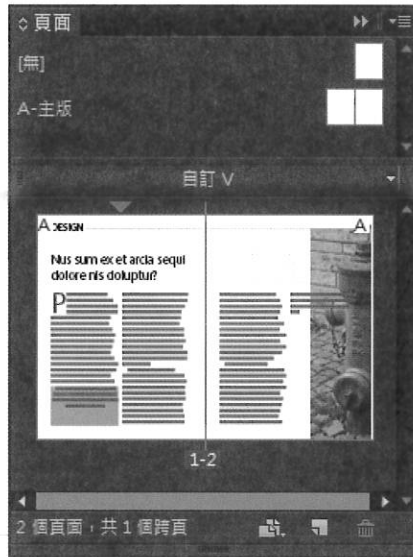 頁面
[無]
A-主版
自訂 V
A DESIGN A
Nus sum ex et arcia sequi
dolore nis doluptur?
P
1-2
2 個頁面，共 1 個跨頁